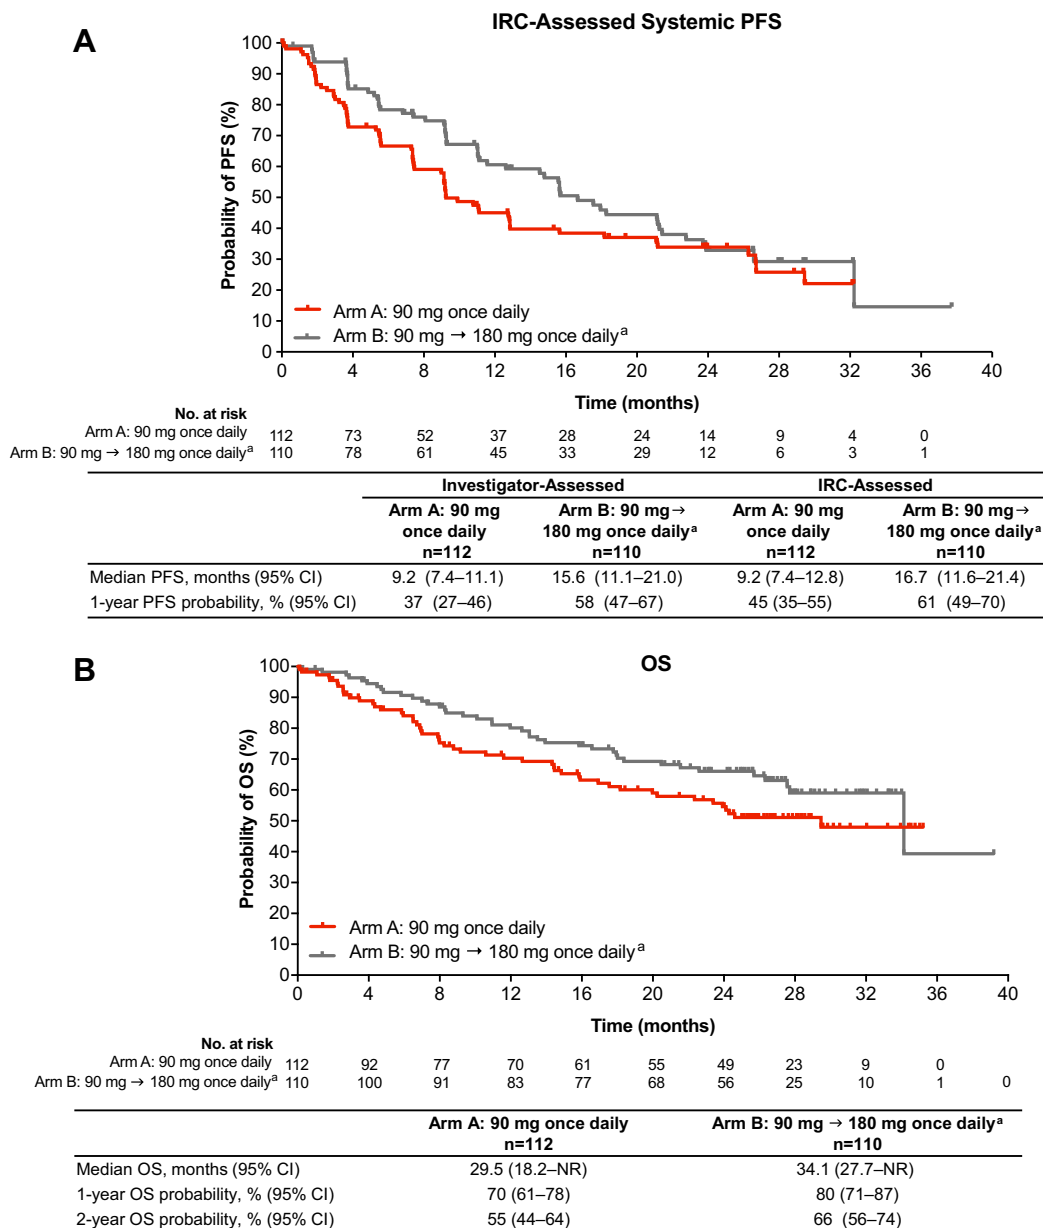 A
IRC-Assessed Systemic PFS
Probability of PFS (%)
100
90
80
70
60
50
40
30
20
10
0
Arm A: 90 mg once daily
Arm B: 90 mg → 180 mg once dailyᵃ
0 4 8 12 16 20 24 28 32 36 40
Time (months)
No. at risk
Arm A: 90 mg once daily 112 73 52 37 28 24 14 9 4 0
Arm B: 90 mg → 180 mg once dailyᵃ 110 78 61 45 33 29 12 6 3 1
Investigator-Assessed IRC-Assessed
Arm A: 90 mg Arm B: 90 mg→ Arm A: 90 mg Arm B: 90 mg→
once daily 180 mg once dailyᵃ once daily 180 mg once dailyᵃ
n=112 n=110 n=112 n=110
Median PFS, months (95% CI) 9.2 (7.4–11.1) 15.6 (11.1–21.0) 9.2 (7.4–12.8) 16.7 (11.6–21.4)
1-year PFS probability, % (95% CI) 37 (27–46) 58 (47–67) 45 (35–55) 61 (49–70)
B
OS
Probability of OS (%)
100
90
80
70
60
50
40
30
20
10
0
Arm A: 90 mg once daily
Arm B: 90 mg → 180 mg once dailyᵃ
0 4 8 12 16 20 24 28 32 36 40
Time (months)
No. at risk
Arm A: 90 mg once daily 112 92 77 70 61 55 49 23 9 0
Arm B: 90 mg → 180 mg once dailyᵃ 110 100 91 83 77 68 56 25 10 1 0
Arm A: 90 mg once daily Arm B: 90 mg → 180 mg once dailyᵃ
n=112 n=110
Median OS, months (95% CI) 29.5 (18.2–NR) 34.1 (27.7–NR)
1-year OS probability, % (95% CI) 70 (61–78) 80 (71–87)
2-year OS probability, % (95% CI) 55 (44–64) 66 (56–74)